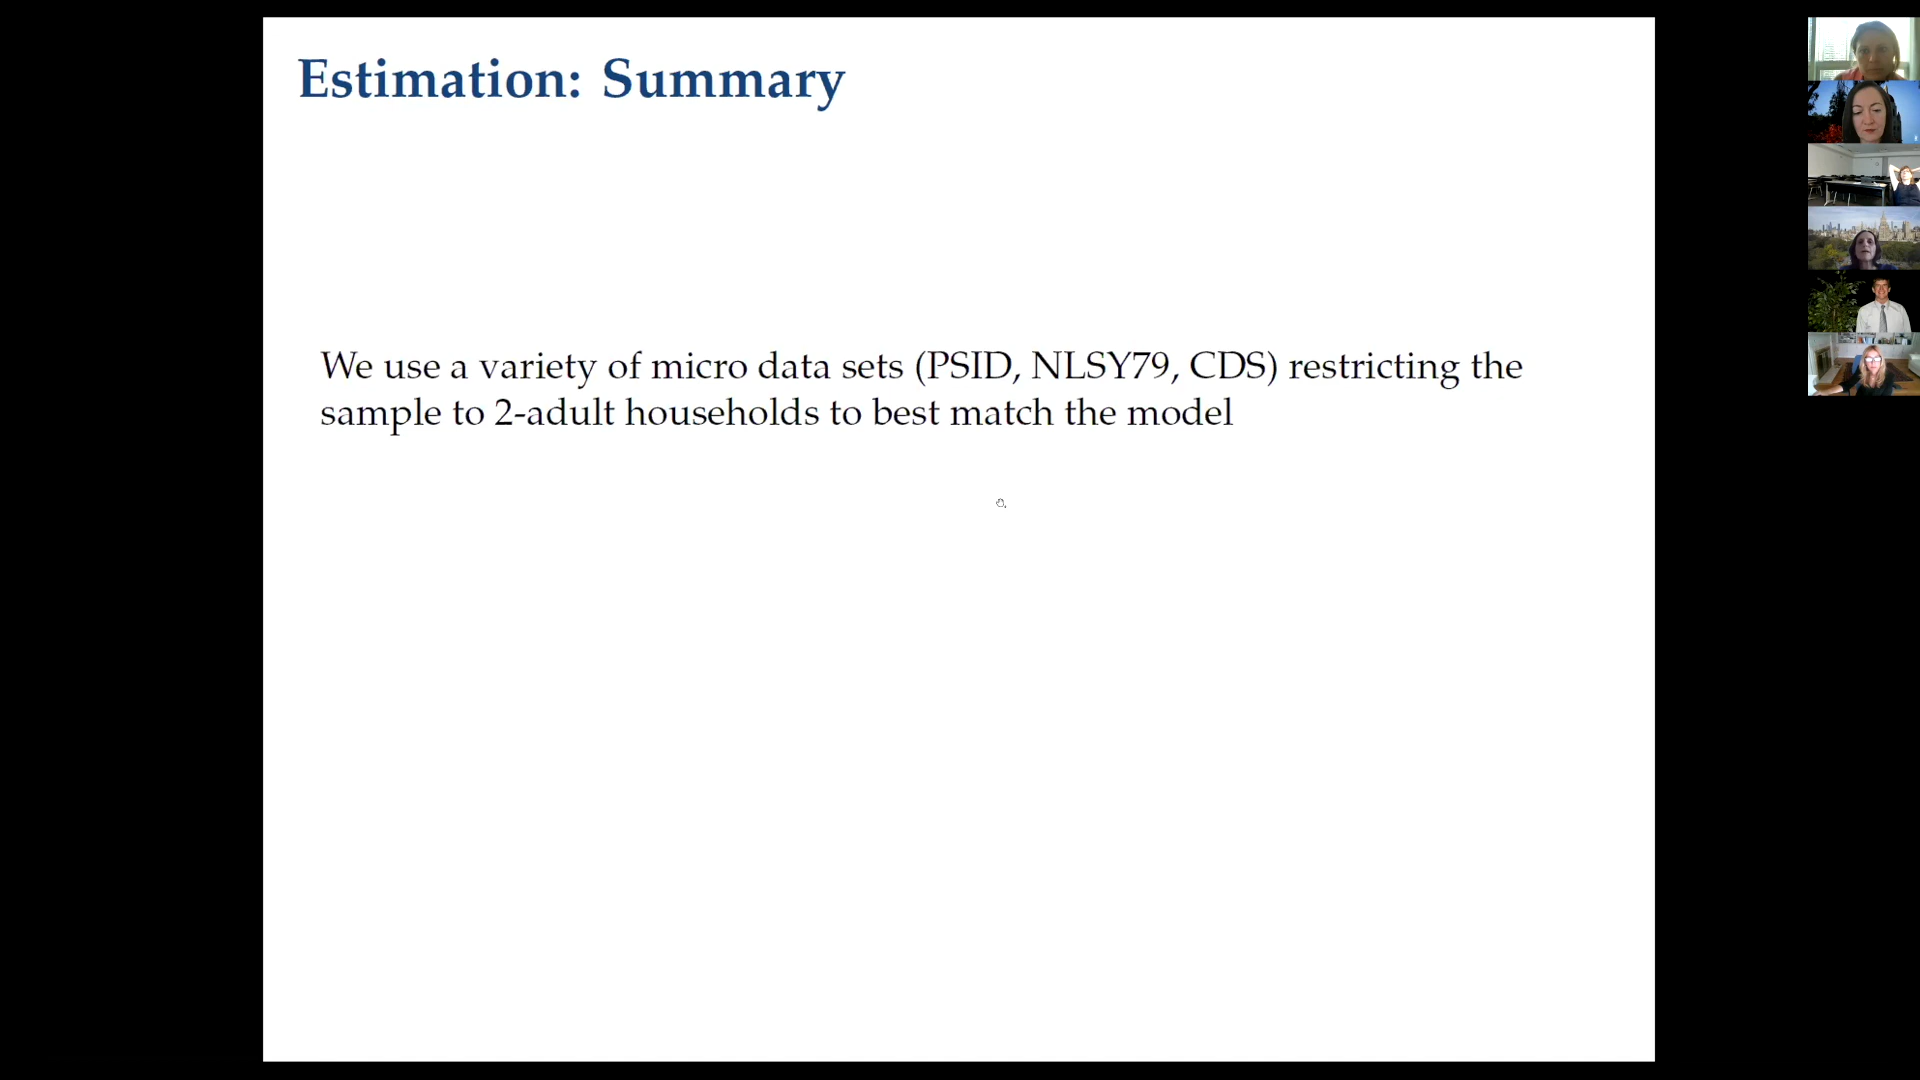 Estimation: Summary
We use a variety of micro data sets (PSID, NLSY79, CDS) restricting the
sample to 2-adult households to best match the model